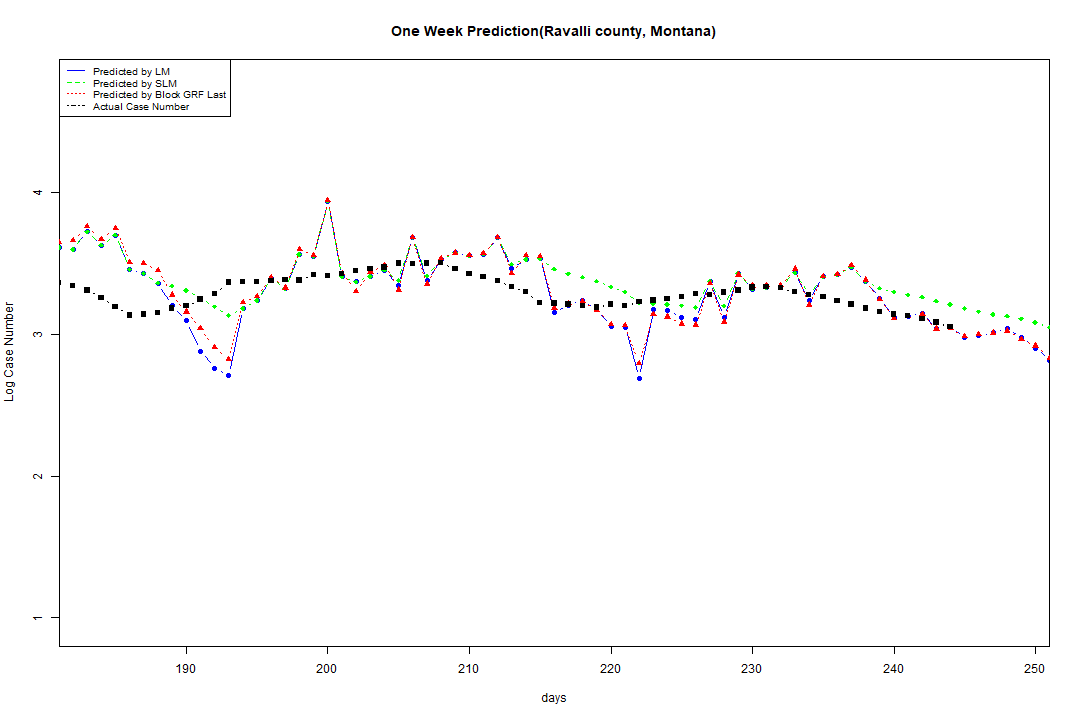 One Week Prediction(Ravalli county, Montana)
Predicted by LM
Predicted by SLM
Predicted by Block GRF Last
Actual Case Number
4
3
2
1
Log Case Number
190 200 210 220 230 240 250
days